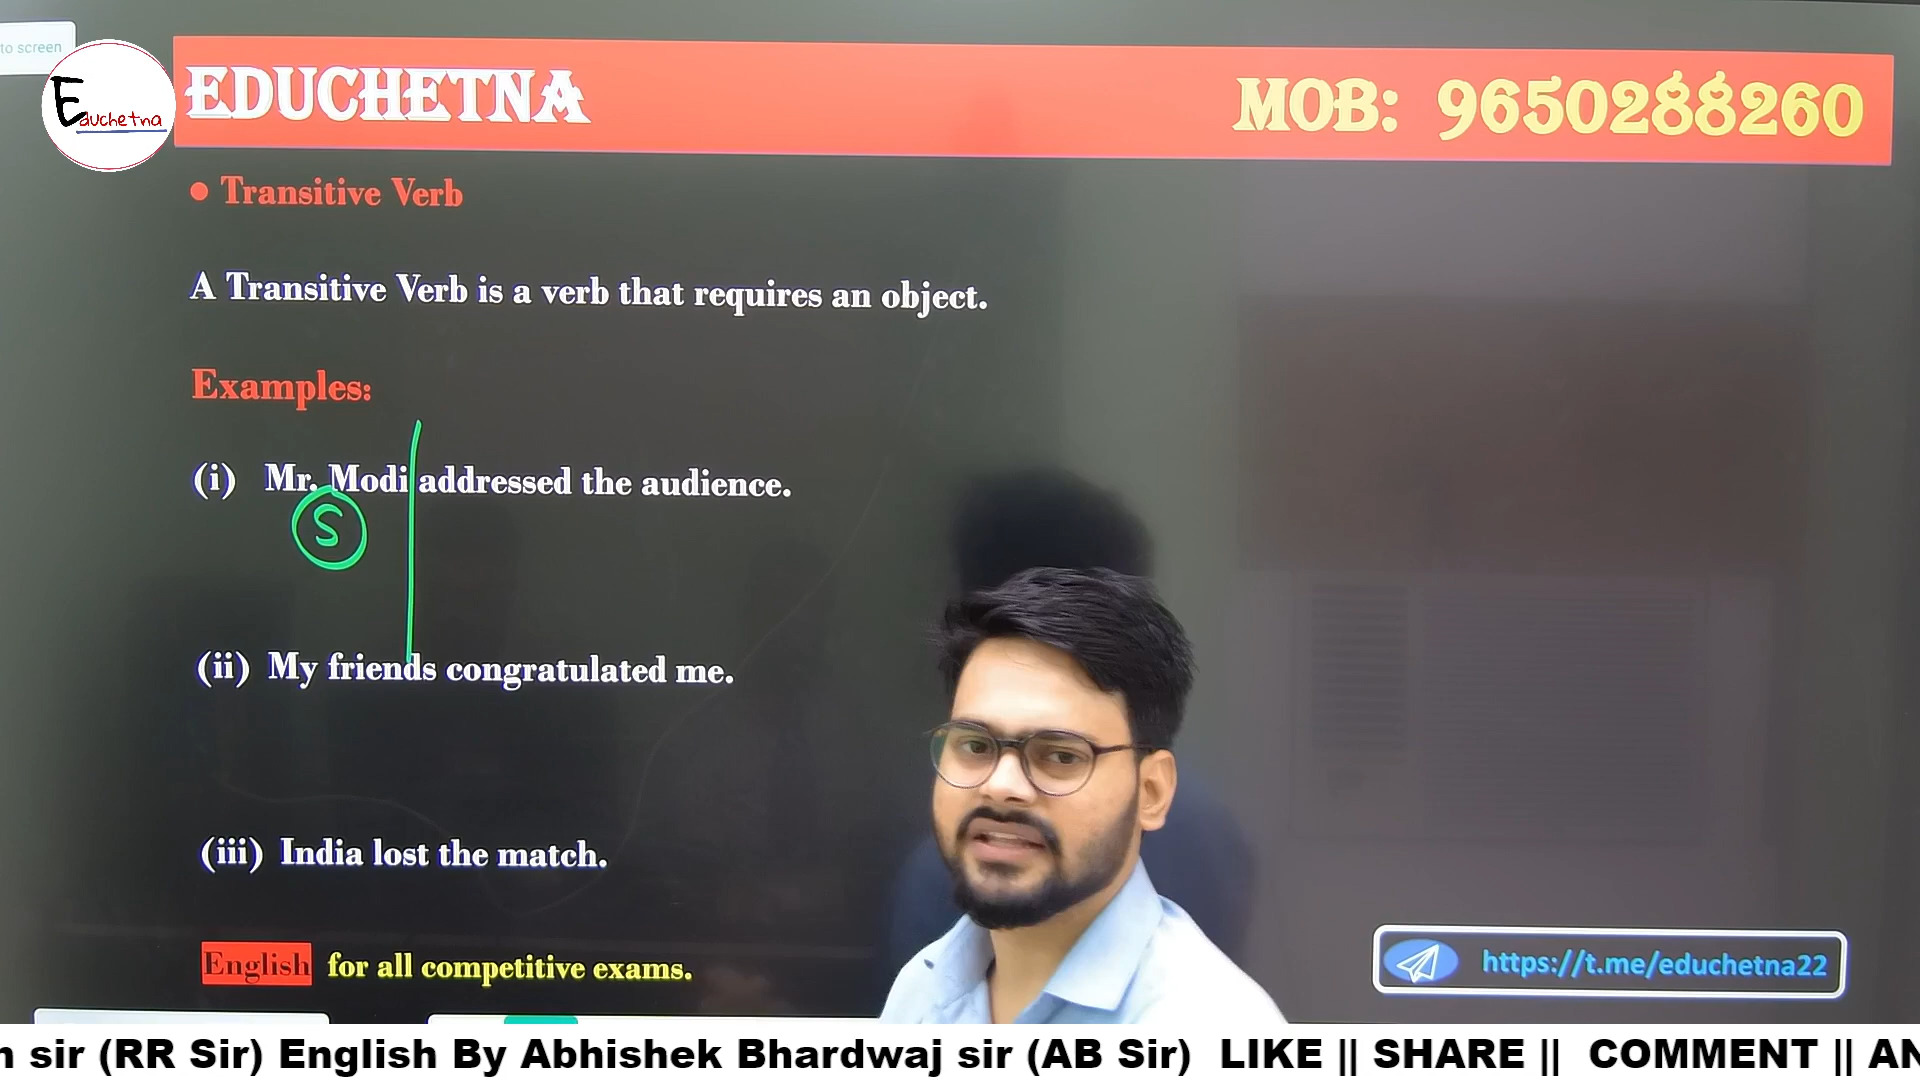 to screen
Educhetna
EDUCHETNA
MOB: 9650288260
• Transitive Verb
A Transitive Verb is a verb that requires an object.
Examples:
(i) Mr. Modi addressed the audience.
S
(ii) My friends congratulated me.
(iii) India lost the match.
English for all competitive exams.
https://t.me/educhetna22
sir (RR Sir) English By Abhishek Bhardwaj sir (AB Sir) LIKE || SHARE || COMMENT || AN